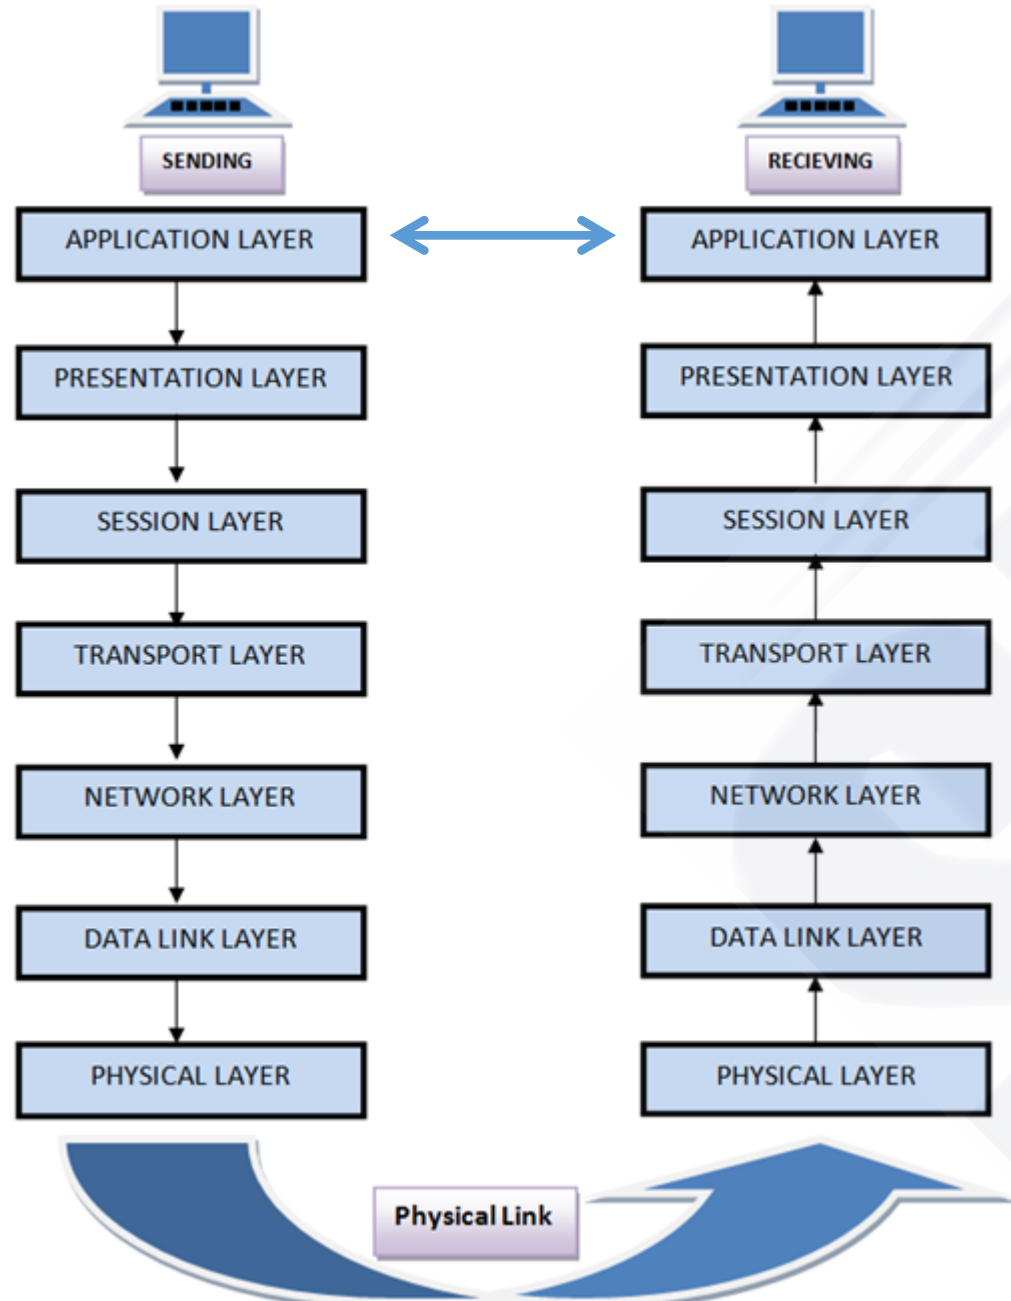 SENDING
APPLICATION LAYER
PRESENTATION LAYER
SESSION LAYER
TRANSPORT LAYER
NETWORK LAYER
DATA LINK LAYER
PHYSICAL LAYER
RECIEVING
APPLICATION LAYER
PRESENTATION LAYER
SESSION LAYER
TRANSPORT LAYER
NETWORK LAYER
DATA LINK LAYER
PHYSICAL LAYER
Physical Link